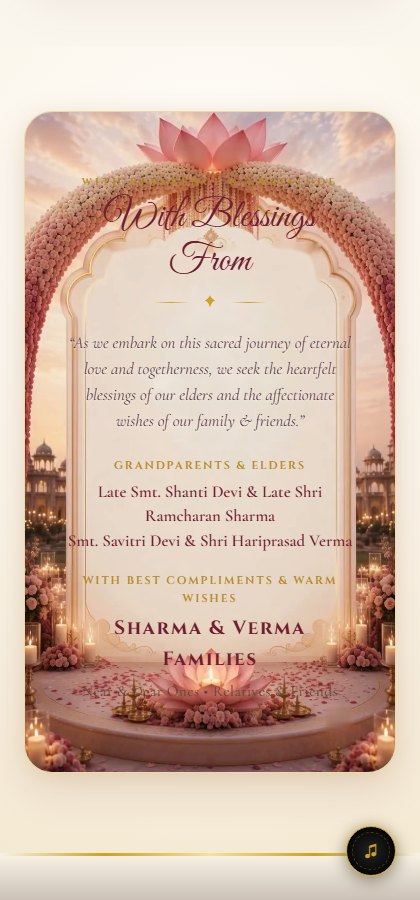 With Blessings
From
“As we embark on this sacred journey of eternal
love and togetherness, we seek the heartfelt
blessings of our elders and the affectionate
wishes of our family & friends.”
GRANDPARENTS & ELDERS
Late Smt. Shanti Devi & Late Shri
Ramcharan Sharma
Smt. Savitri Devi & Shri Hariprasad Verma
WITH BEST COMPLIMENTS & WARM
WISHES
SHARMA & VERMA
FAMILIES
Near & Dear Ones • Relatives & Friends